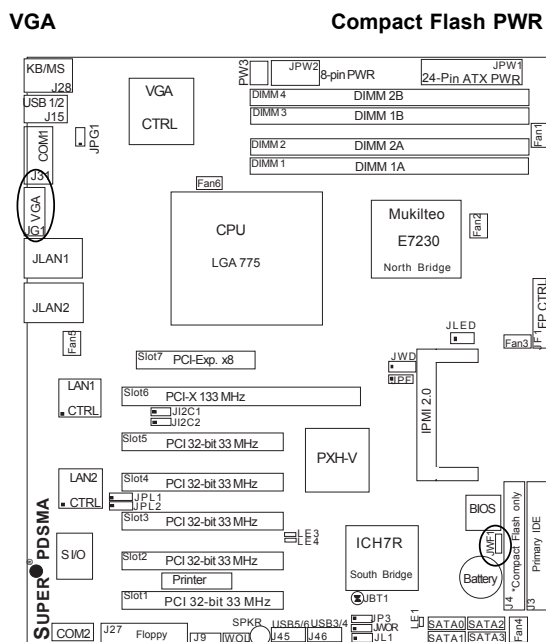 VGA Compact Flash PWR
KB/MS
J28
USB 1/2
J15
JPG1
COM1
J31
VGA
JG1
JLAN1
JLAN2
Fan5
VGA
CTRL
PW3
JPW2
8-pin PWR
JPW1
24-Pin ATX PWR
DIMM 4 DIMM 2B
DIMM 3 DIMM 1B
DIMM 2 DIMM 2A
DIMM 1 DIMM 1A
Fan1
Fan6
CPU
LGA 775
Mukilteo
E7230
North Bridge
Fan2
JLED
Fan3
JF1
FP CTRL
JWD
JPF
IPMI 2.0
Slot7 PCI-Exp. x8
LAN1
CTRL
Slot6 PCI-X 133 MHz
JI2C1
JI2C2
Slot5 PCI 32-bit 33 MHz
PXH-V
LAN2
CTRL
Slot4 PCI 32-bit 33 MHz
JPL1
JPL2
Slot3 PCI 32-bit 33 MHz
LE3
LE4
BIOS
JWF1
Battery
J4 *Compact Flash only
J3 Primary IDE
SUPER® PDSMA
S I/O
Slot2 PCI 32-bit 33 MHz
Printer
Slot1 PCI 32-bit 33 MHz
ICH7R
South Bridge
JBT1
COM2
J27 Floppy
J9
SPKR
IWOL
USB5/6
J45
USB3/4
J46
JP3
JWOR
JL1
LE1
SATA0 SATA2
SATA1 SATA3
Fan4